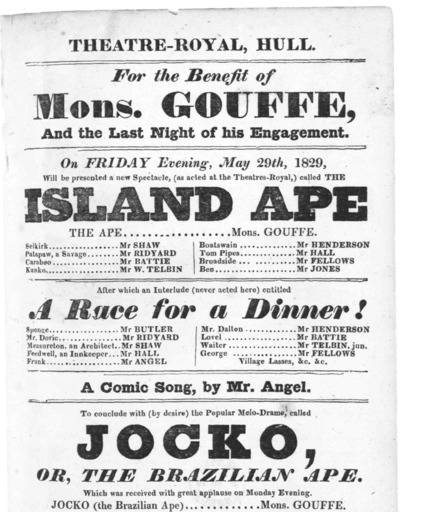 THEATRE-ROYAL, HULL.
For the Benefit of
Mons. GOUFFE,
And the Last Night of his Engagement.
On FRIDAY Evening, May 29th, 1829,
Will be presented a new Spectacle, (as acted at the Theatres-Royal,) called THE
ISLAND APE
THE APE....................Mons. GOUFFE.
Selkirk..................Mr SHAW
Patapaw, a Savage.......Mr RIDYARD
Caraboo.................Mr BATTIE
Kanko..................Mr W. TELBIN
Boatswain ............Mr HENDERSON
Tom Pipes.............Mr HALL
Broadside .............Mr FELLOWS
Ben....................Mr JONES
After which an Interlude (never acted here) entitled
A Race for a Dinner!
Sponge..................Mr BUTLER
Mr. Doric...............Mr RIDYARD
Measureton, an Architect..Mr SHAW
Feedwell, an Innkeeper...Mr HALL
Frank...................Mr ANGEL
Mr. Dalton .............Mr HENDERSON
Lovel ..................Mr BATTIE
Waiter .................Mr TELBIN, jun.
George .................Mr FELLOWS
Village Lasses, &c. &c.
A Comic Song, by Mr. Angel.
To conclude with (by desire) the Popular Melo-Drame, called
JOCKO,
OR, THE BRAZILIAN APE.
Which was received with great applause on Monday Evening.
JOCKO (the Brazilian Ape)............Mons. GOUFFE.